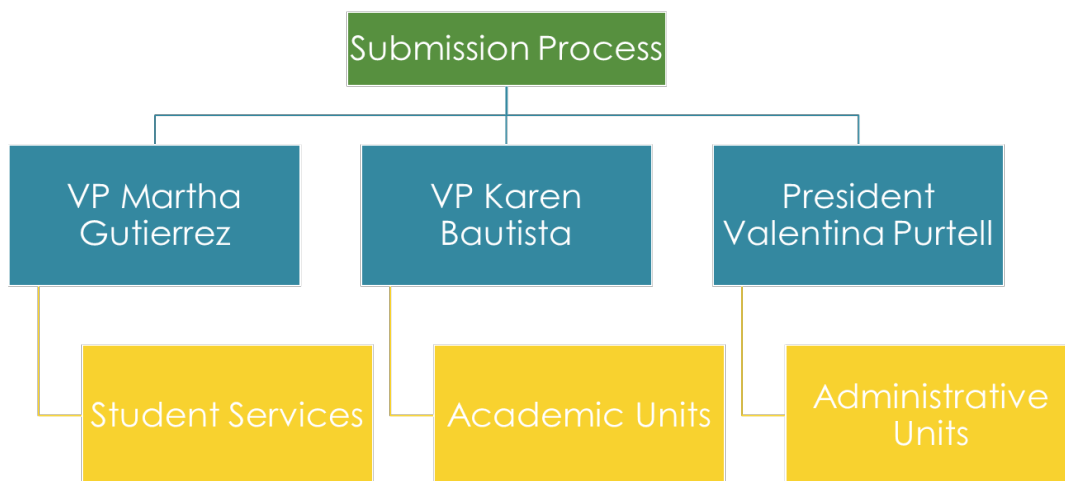 Submission Process
VP Martha
Gutierrez
VP Karen
Bautista
President
Valentina Purtell
Student Services
Academic Units
Administrative
Units